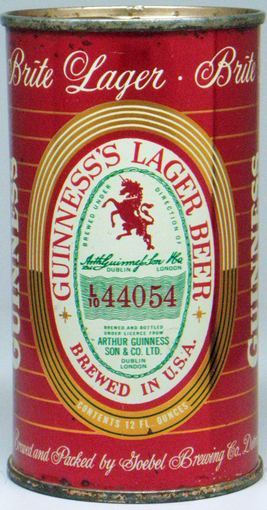 Brite Lager · Brite
GUINNESS
GUINNESS'S LAGER BEER
BREWED UNDER DIRECTION OF
Arthur Guinness Son & Co.
DUBLIN LONDON
L/10 44054
BREWED AND BOTTLED
UNDER LICENCE FROM
ARTHUR GUINNESS
SON & CO. LTD.
DUBLIN
LONDON
BREWED IN U.S.A.
CONTENTS 12 FL. OUNCES
Brewed and Packed by Goebel Brewing Co.